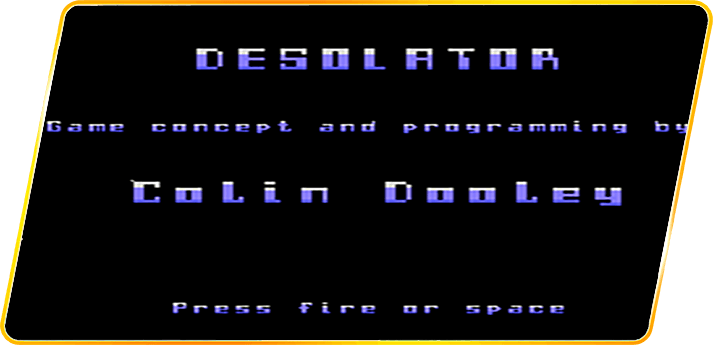 DESOLATOR
Game concept and programming by
Colin Dooley
Press fire or space